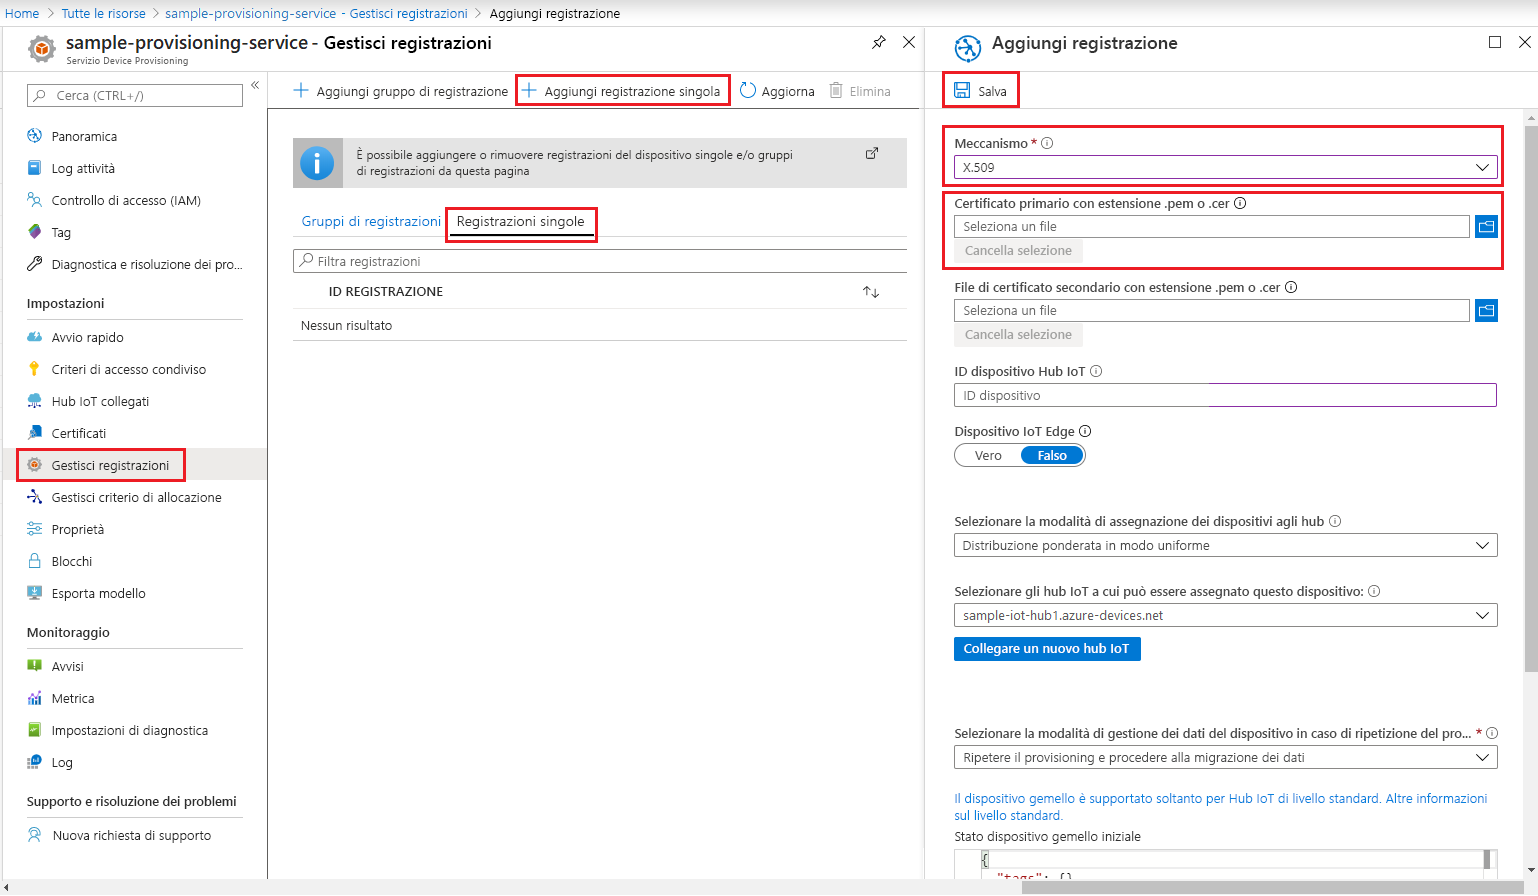 Home > Tutte le risorse > sample-provisioning-service - Gestisci registrazioni > Aggiungi registrazione
sample-provisioning-service - Gestisci registrazioni
Servizio Device Provisioning
Cerca (CTRL+/)
«
Panoramica
Log attività
Controllo di accesso (IAM)
Tag
Diagnostica e risoluzione dei pro...
Impostazioni
Avvio rapido
Criteri di accesso condiviso
Hub IoT collegati
Certificati
Gestisci registrazioni
Gestisci criterio di allocazione
Proprietà
Blocchi
Esporta modello
Monitoraggio
Avvisi
Metrica
Impostazioni di diagnostica
Log
Supporto e risoluzione dei problemi
Nuova richiesta di supporto
Aggiungi gruppo di registrazione
Aggiungi registrazione singola
Aggiorna
Elimina
È possibile aggiungere o rimuovere registrazioni del dispositivo singole e/o gruppi
di registrazioni da questa pagina
Gruppi di registrazioni
Registrazioni singole
Filtra registrazioni
ID REGISTRAZIONE
Nessun risultato
Aggiungi registrazione
Salva
Meccanismo *
X.509
Certificato primario con estensione .pem o .cer
Seleziona un file
Cancella selezione
File di certificato secondario con estensione .pem o .cer
Seleziona un file
Cancella selezione
ID dispositivo Hub IoT
ID dispositivo
Dispositivo IoT Edge
Vero
Falso
Selezionare la modalità di assegnazione dei dispositivi agli hub
Distribuzione ponderata in modo uniforme
Selezionare gli hub IoT a cui può essere assegnato questo dispositivo:
sample-iot-hub1.azure-devices.net
Collegare un nuovo hub IoT
Selezionare la modalità di gestione dei dati del dispositivo in caso di ripetizione del pro... *
Ripetere il provisioning e procedere alla migrazione dei dati
Il dispositivo gemello è supportato soltanto per Hub IoT di livello standard. Altre informazioni
sul livello standard.
Stato dispositivo gemello iniziale
{
"tags": {},